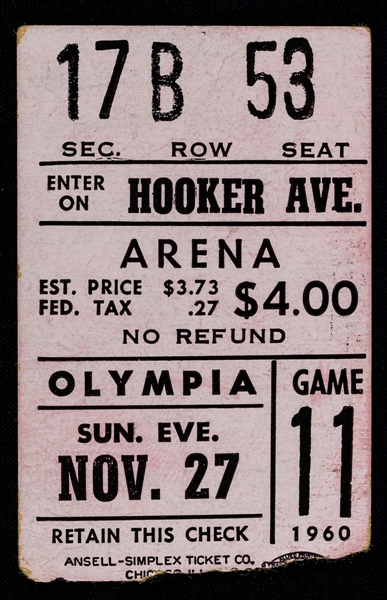 17 B 53
SEC. ROW SEAT
ENTER ON HOOKER AVE.
ARENA
EST. PRICE $3.73
FED. TAX .27
$4.00
NO REFUND
OLYMPIA
SUN. EVE.
NOV. 27
RETAIN THIS CHECK
GAME
11
1960
ANSELL-SIMPLEX TICKET CO.